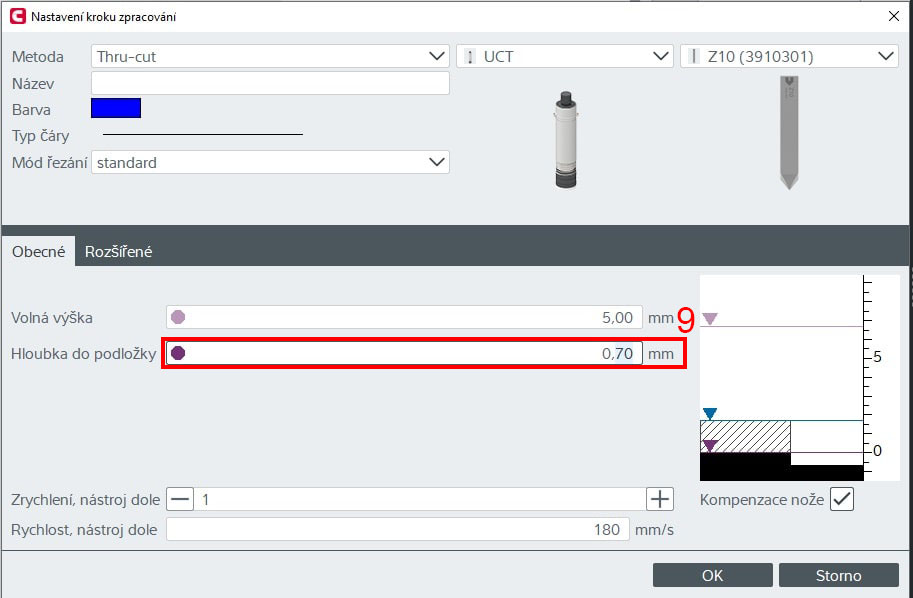 Nastavení kroku zpracování
Metoda Thru-cut UCT Z10 (3910301)
Název
Barva
Typ čáry
Mód řezání standard
Obecné Rozšířené
Volná výška 5,00 mm 9
Hloubka do podložky 0,70 mm
5
0
Zrychlení, nástroj dole 1 Kompenzace nože
Rychlost, nástroj dole 180 mm/s
OK Storno